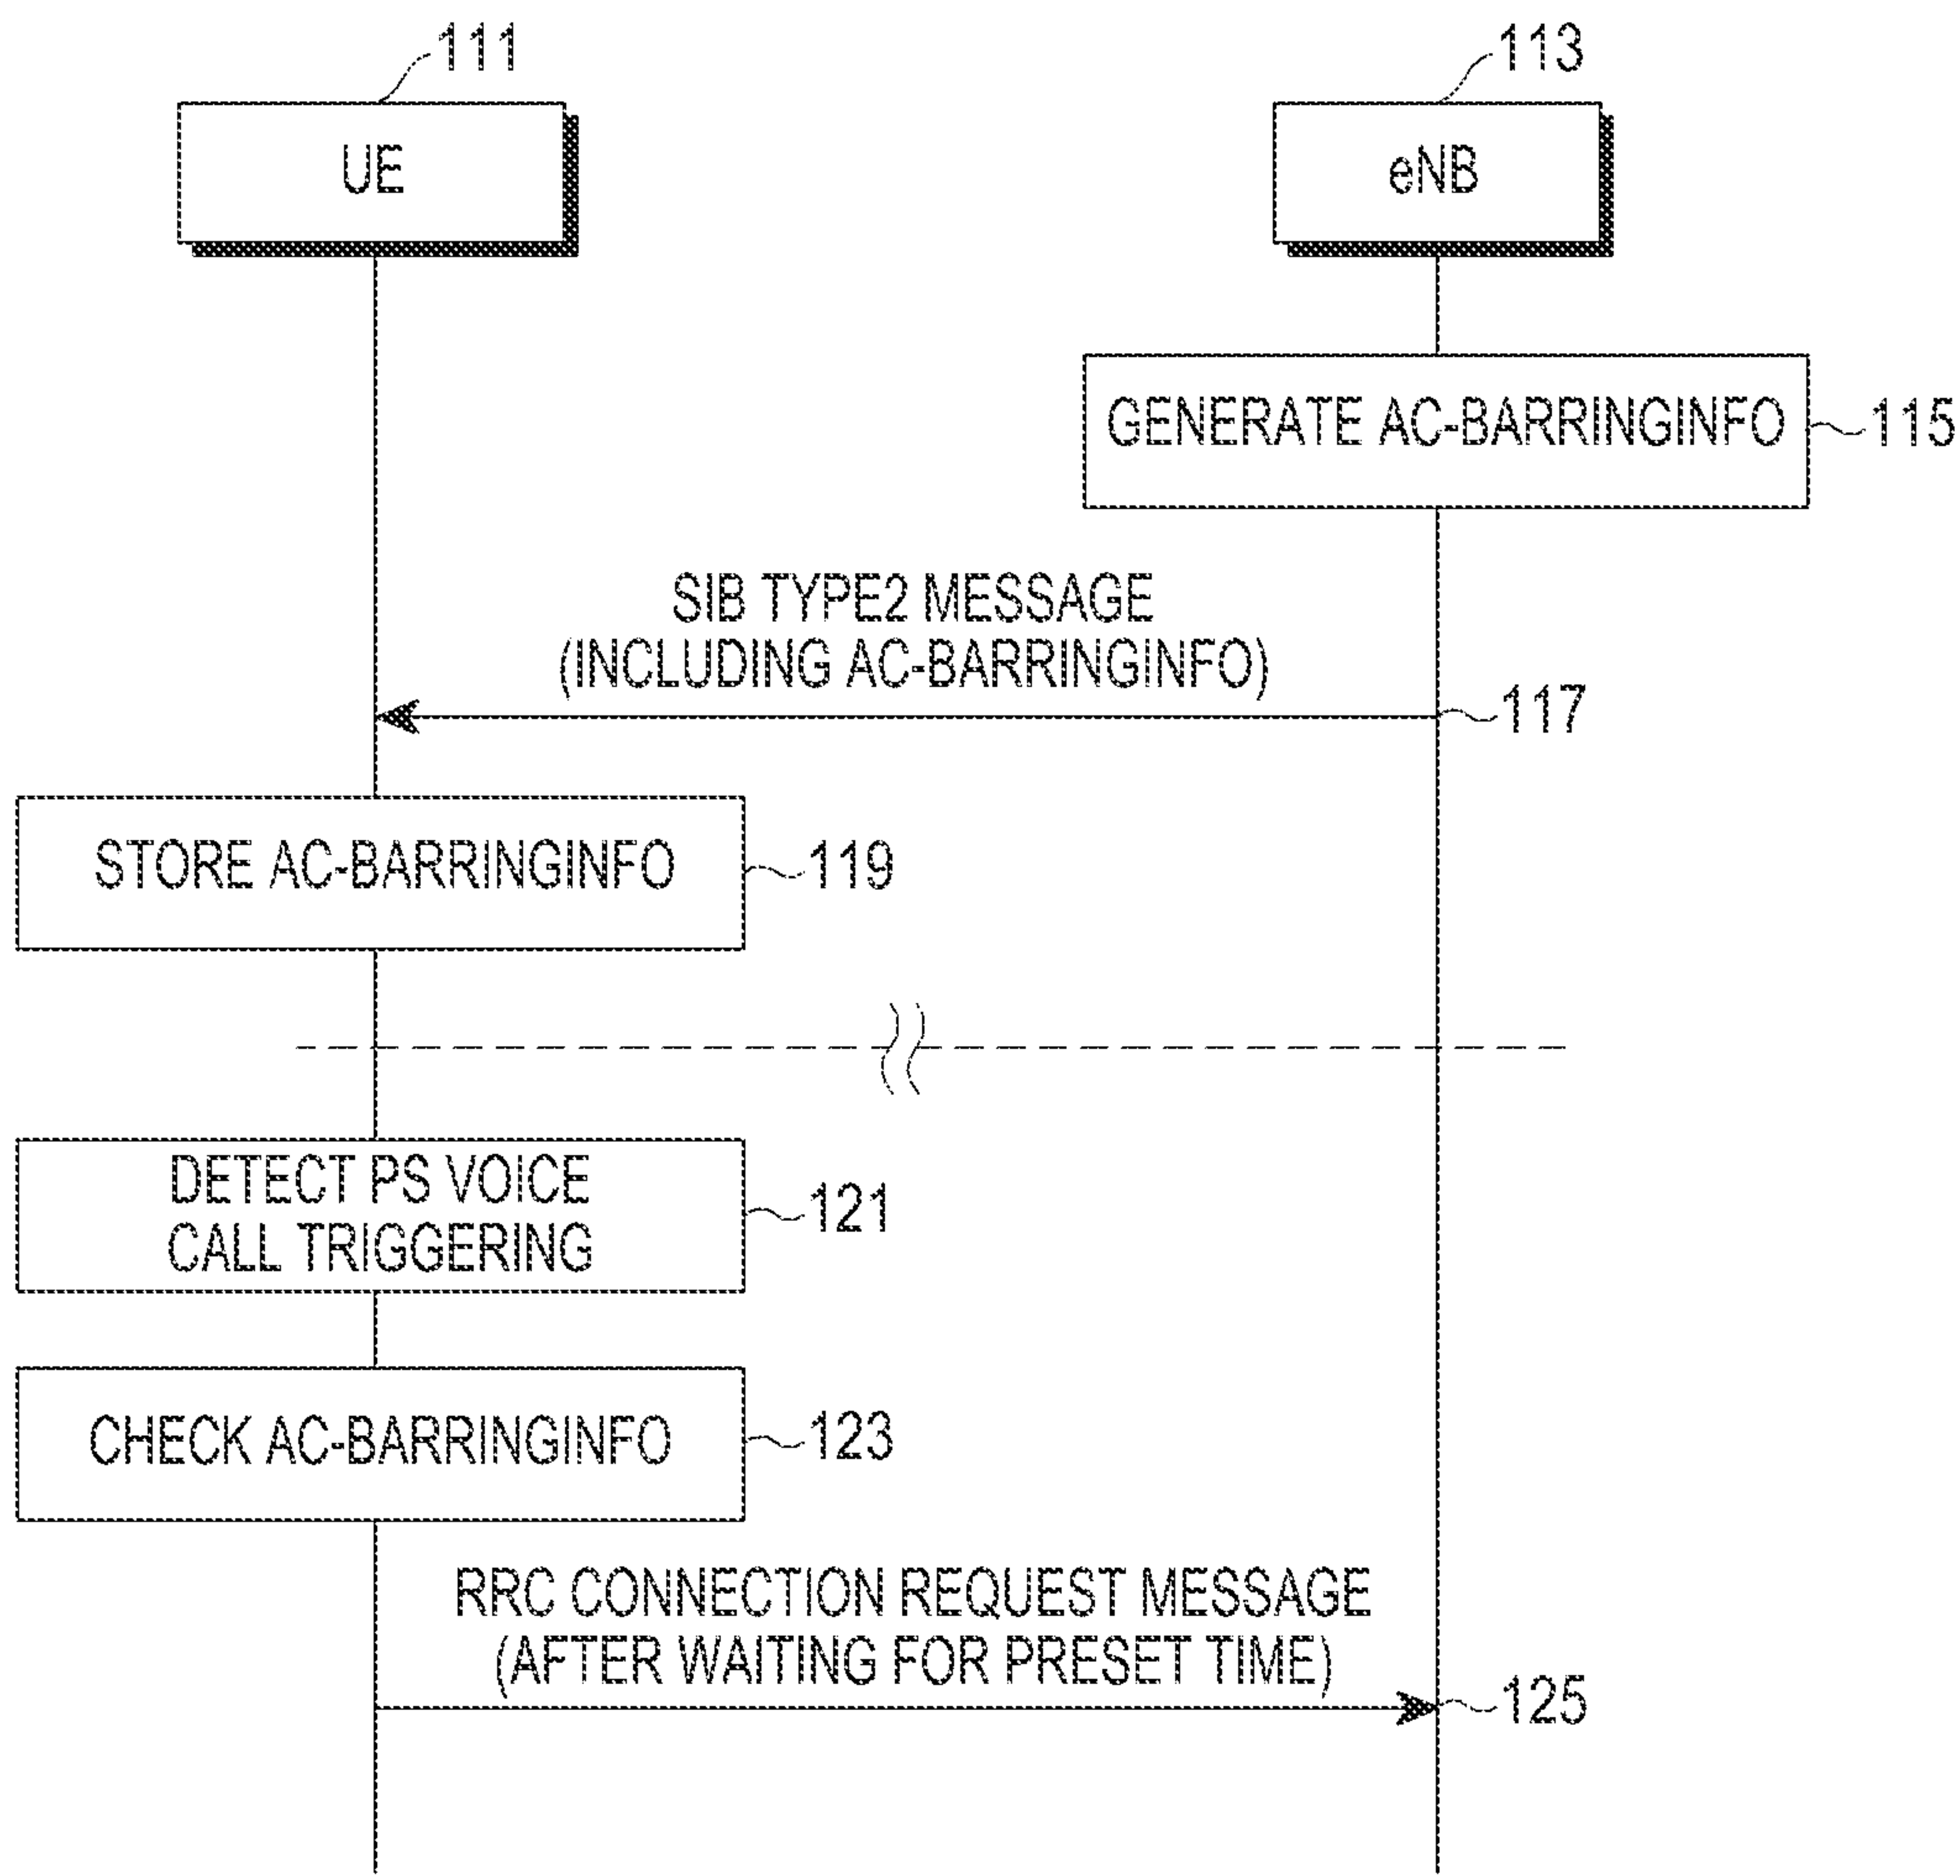 111
113
UE
eNB
GENERATE AC-BARRINGINFO
115
SIB TYPE2 MESSAGE
(INCLUDING AC-BARRINGINFO)
117
STORE AC-BARRINGINFO
119
DETECT PS VOICE
CALL TRIGGERING
121
CHECK AC-BARRINGINFO
123
RRC CONNECTION REQUEST MESSAGE
(AFTER WAITING FOR PRESET TIME)
125